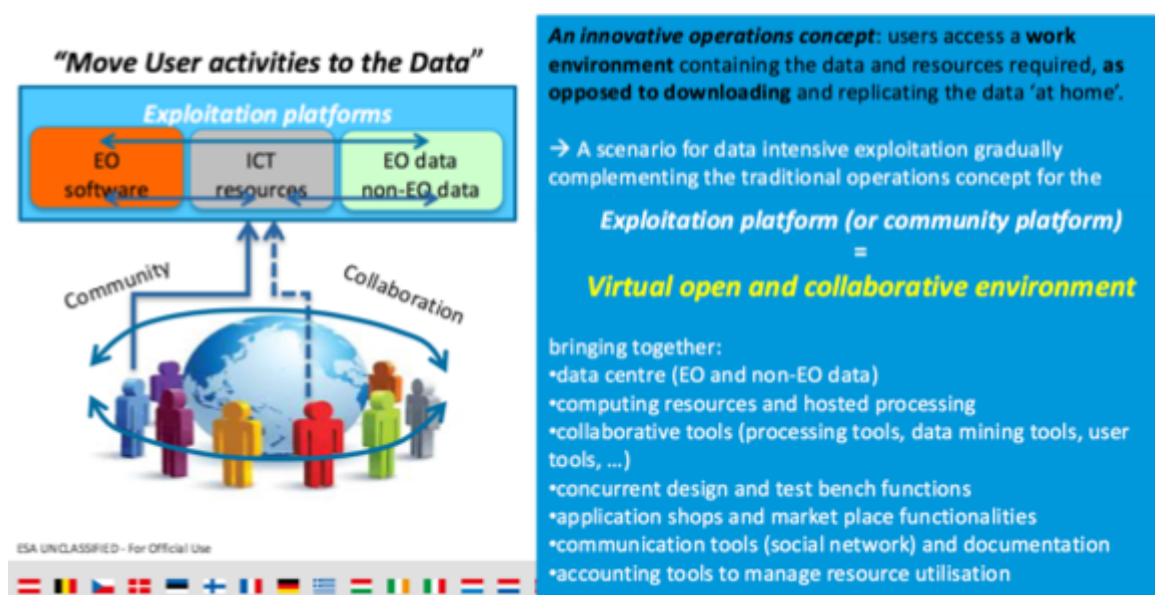 “Move User activities to the Data”
Exploitation platforms
EO
software
ICT
resources
EO data
non-EO data
Community
Collaboration
ESA UNCLASSIFIED - For Official Use
An innovative operations concept: users access a work
environment containing the data and resources required, as
opposed to downloading and replicating the data ‘at home’.
→ A scenario for data intensive exploitation gradually
complementing the traditional operations concept for the
Exploitation platform (or community platform)
=
Virtual open and collaborative environment
bringing together:
•data centre (EO and non-EO data)
•computing resources and hosted processing
•collaborative tools (processing tools, data mining tools, user
tools, ...)
•concurrent design and test bench functions
•application shops and market place functionalities
•communication tools (social network) and documentation
•accounting tools to manage resource utilisation